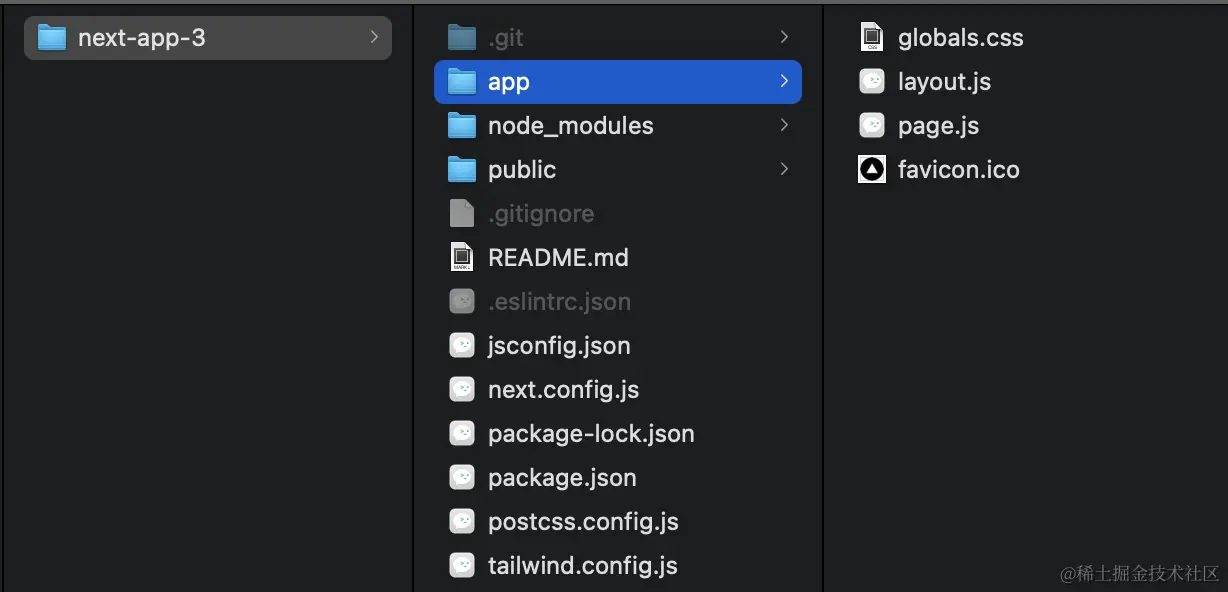 next-app-3
.git
app
node_modules
public
.gitignore
README.md
.eslintrc.json
jsconfig.json
next.config.js
package-lock.json
package.json
postcss.config.js
tailwind.config.js
globals.css
layout.js
page.js
favicon.ico
@稀土掘金技术社区